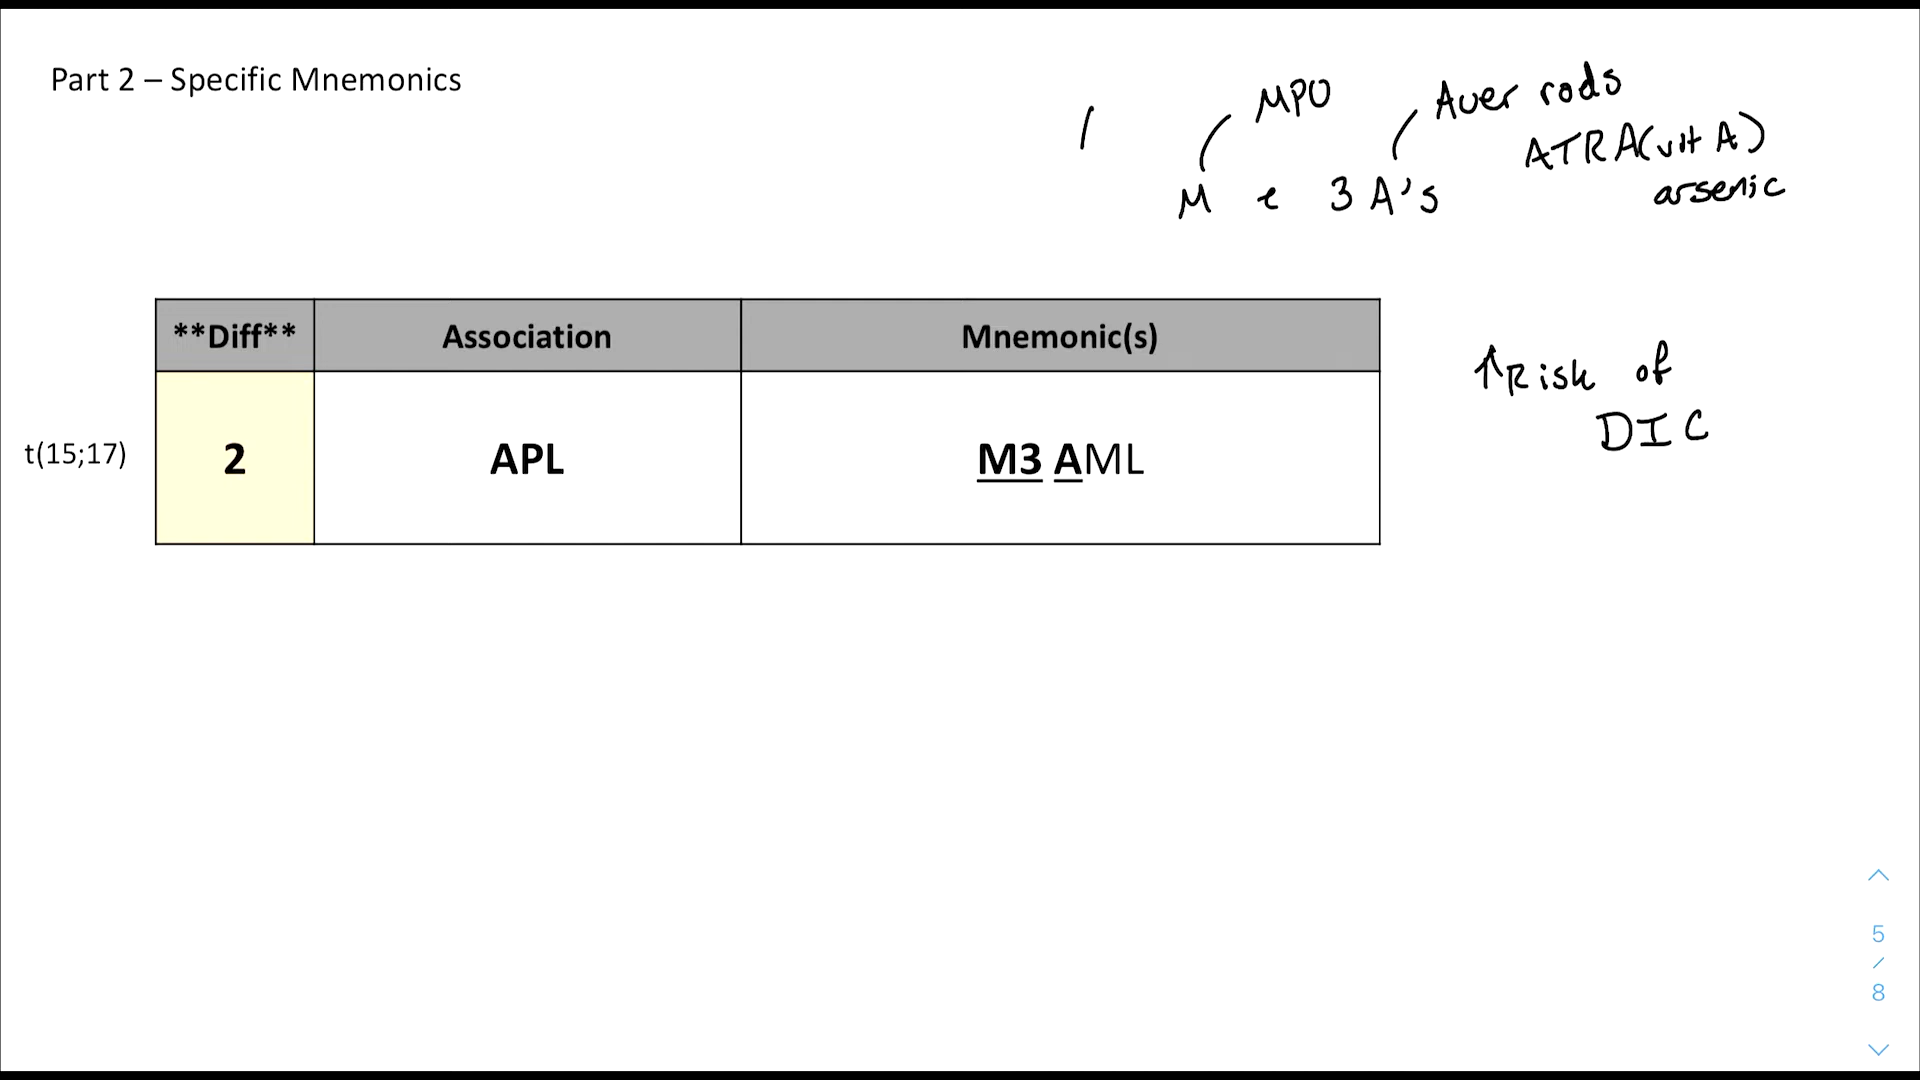 Part 2 – Specific Mnemonics
MPO
Auer rods
ATRA (vit A)
arsenic
M c 3 A's
**Diff** Association Mnemonic(s)
t(15;17) 2 APL M3 AML
↑Risk of
DIC
5
/
8